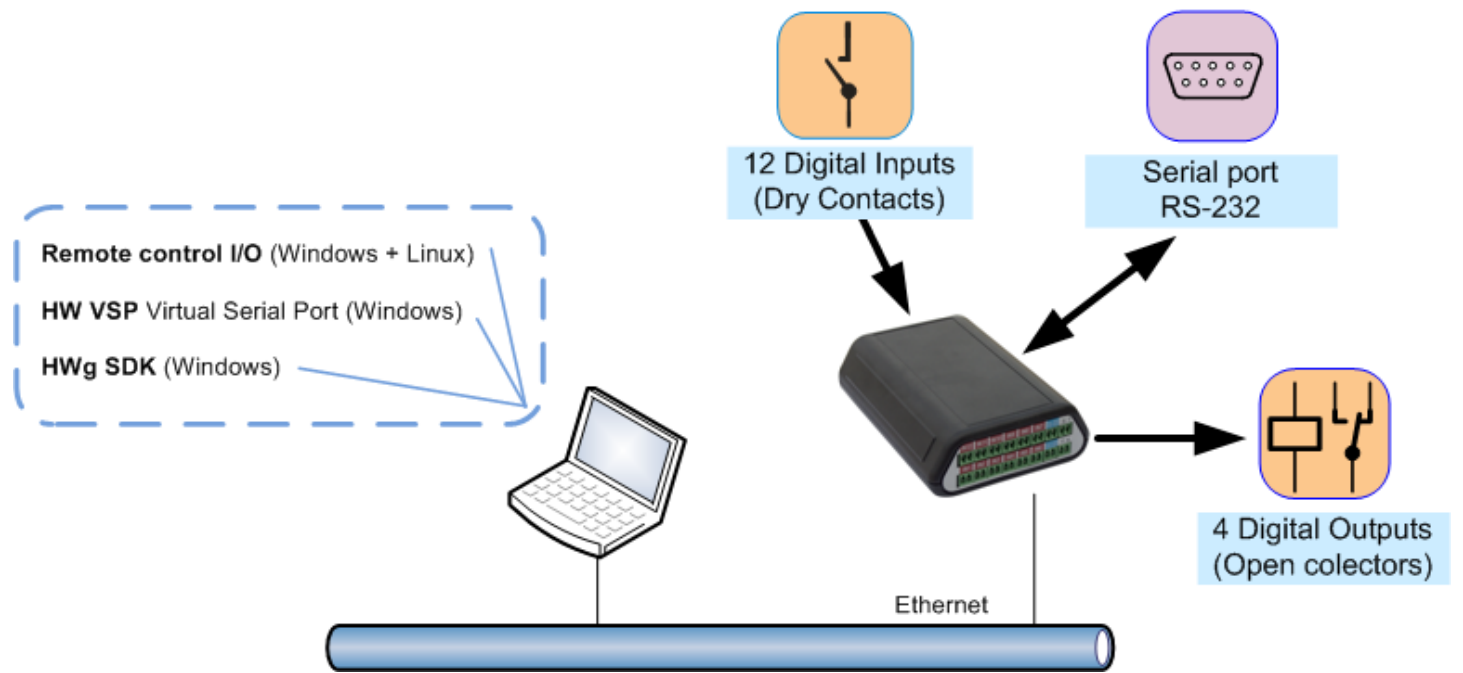 12 Digital Inputs
(Dry Contacts)
Serial port
RS-232
Remote control I/O (Windows + Linux)
HW VSP Virtual Serial Port (Windows)
HWg SDK (Windows)
4 Digital Outputs
(Open colectors)
Ethernet